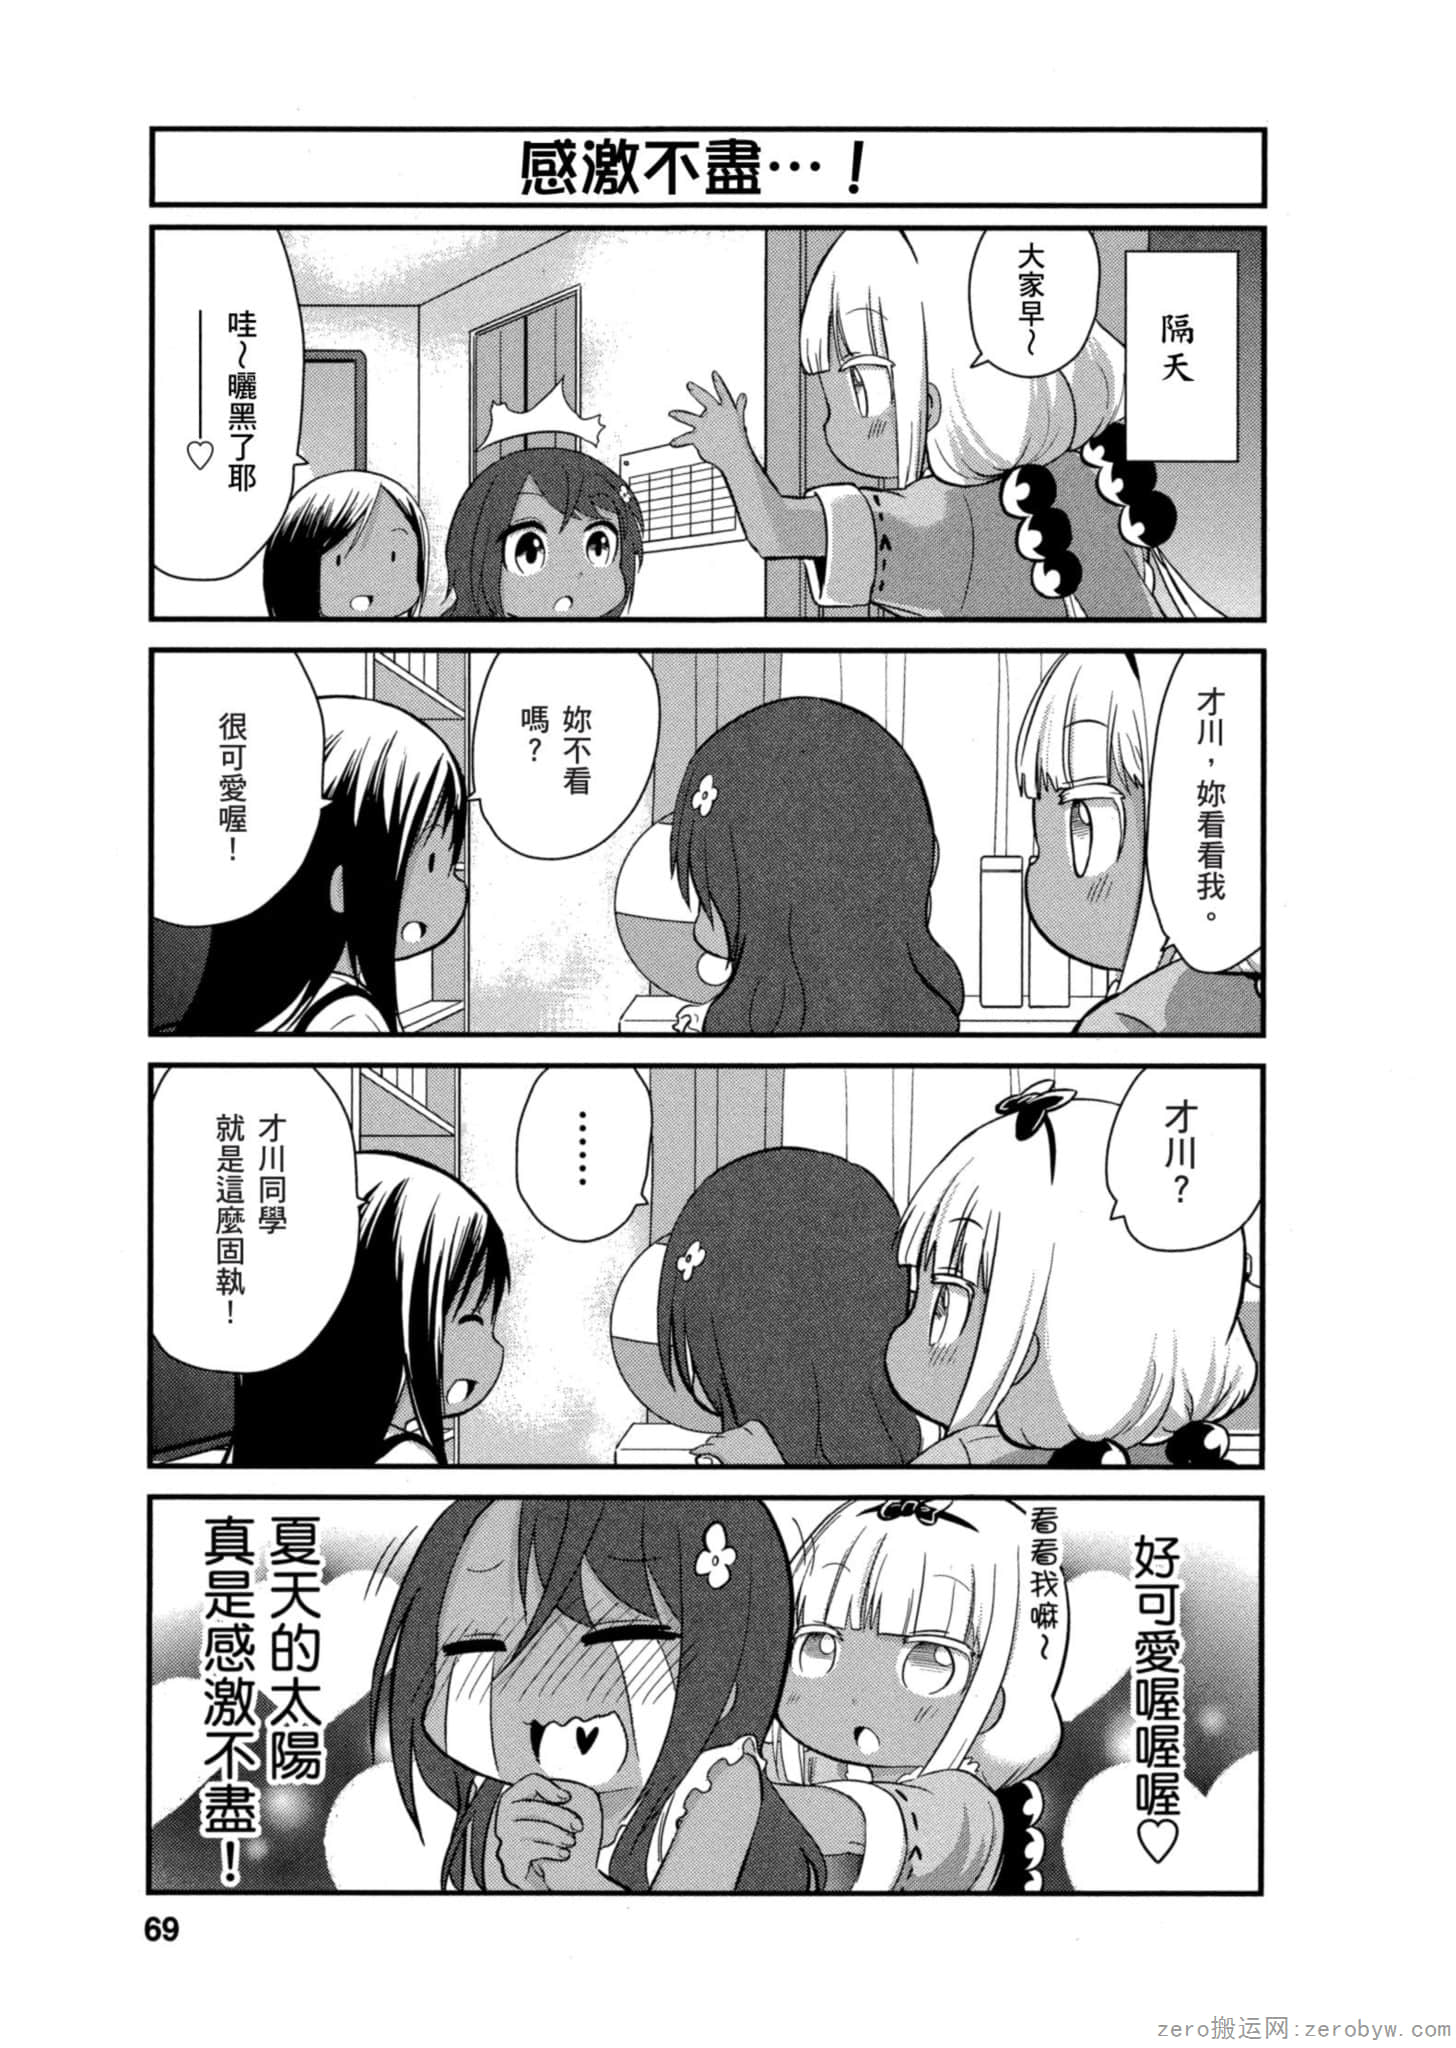 感激不盡…！
隔天
大家早～
哇～曬黑了耶
――♡
才川，妳看看我。
妳不看
嗎？
很可愛喔！
才川？
………
才川同學
就是這麼固執！
好可愛喔喔喔喔♡
看看我嘛～
夏天的太陽
真是感激不盡！
69
zero搬运网:zerobyw.com